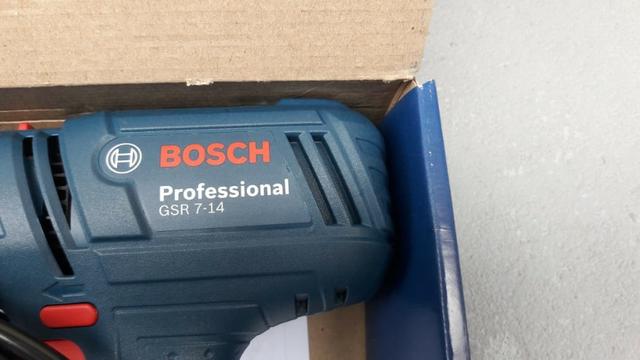 BOSCH
Professional
GSR 7-14